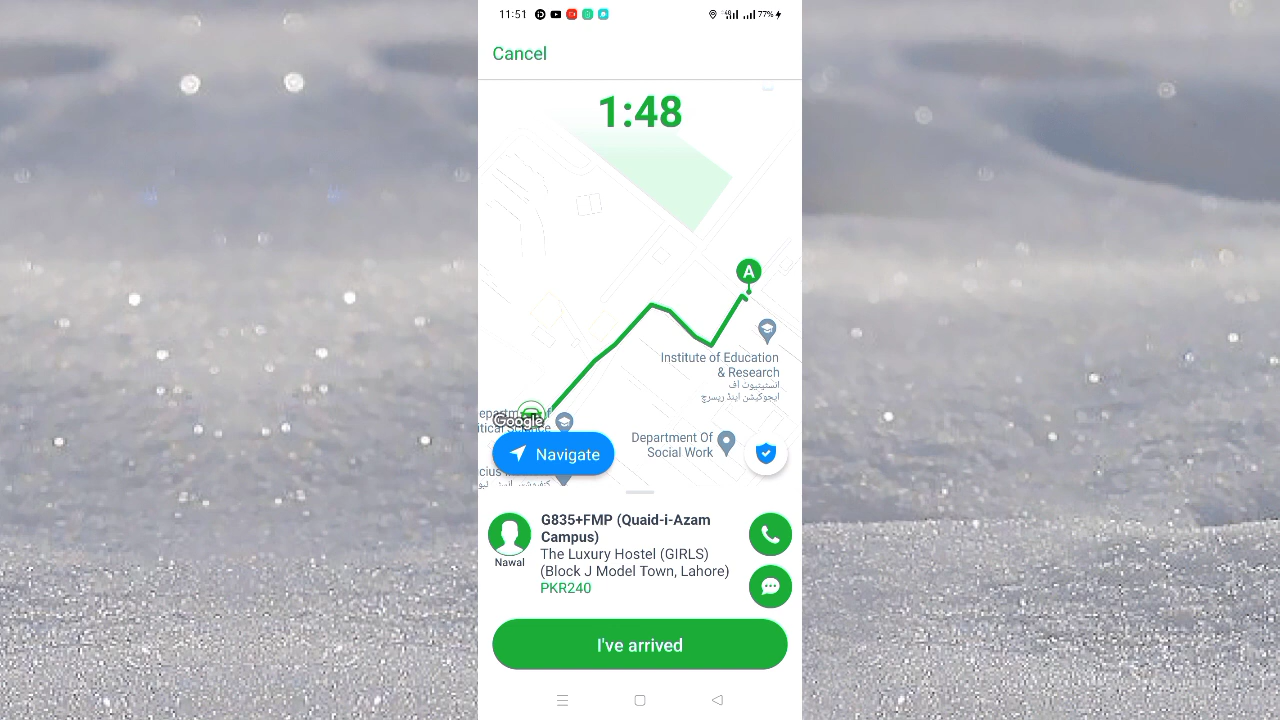 11:51
77%
Cancel
1:48
A
Institute of Education
& Research
انسٹیٹیوٹ آف
ایجوکیشن اینڈ ریسرچ
Google
Department Of
Social Work
Navigate
G835+FMP (Quaid-i-Azam
Campus)
Nawal
The Luxury Hostel (GIRLS)
(Block J Model Town, Lahore)
PKR240
I've arrived